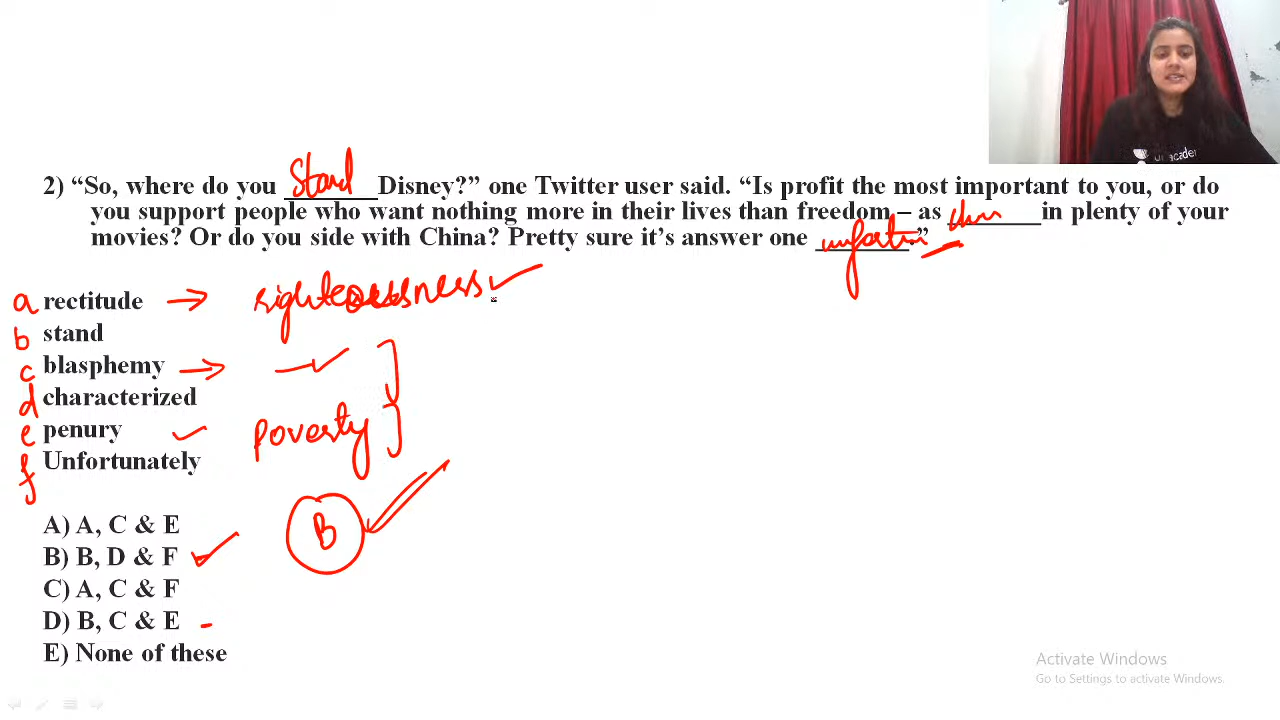 2) “So, where do you stand Disney?” one Twitter user said. “Is profit the most important to you, or do
you support people who want nothing more in their lives than freedom – as in plenty of your
movies? Or do you side with China? Pretty sure it’s answer one ______.”
a rectitude → righteousness
b stand
c blasphemy →
d characterized
e penury poverty
f Unfortunately
A) A, C & E
B) B, D & F
B
C) A, C & F
D) B, C & E -
E) None of these
Activate Windows
Go to Settings to activate Windows.